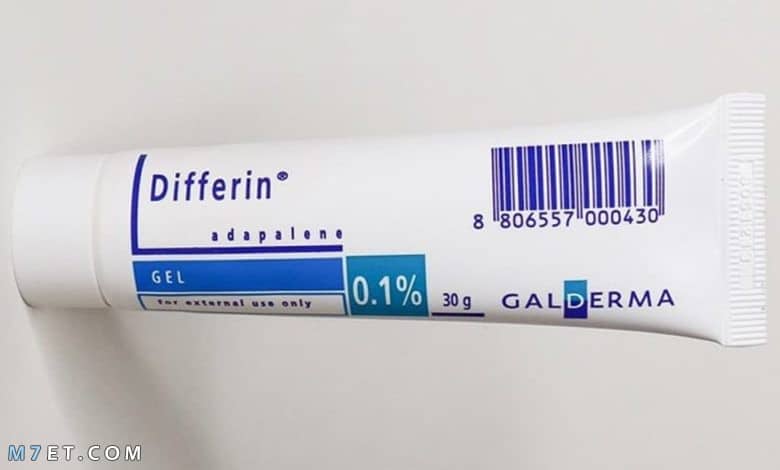 Differin®
adapalene
GEL
for external use only
0.1%
30 g
8 806557 000430
GALDERMA
M7ET.COM